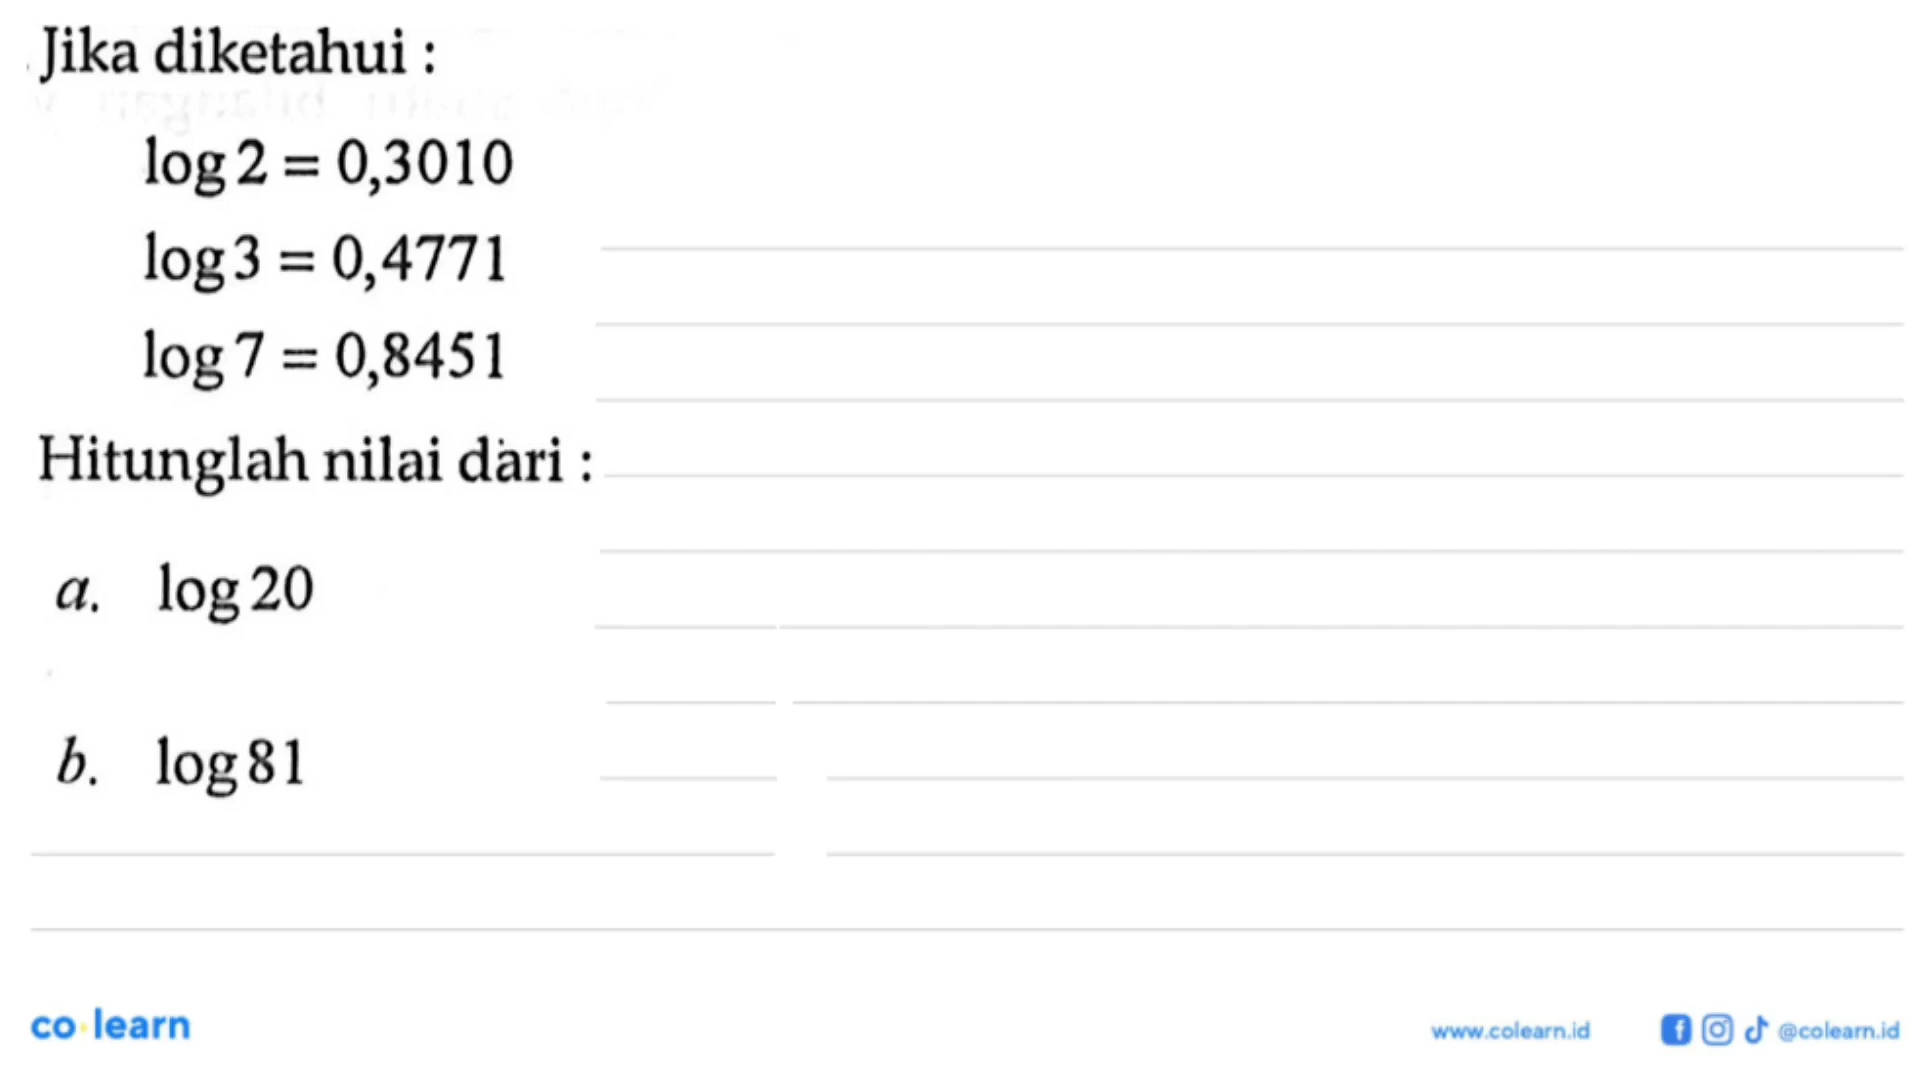 Jika diketahui :
log 2 = 0,3010
log 3 = 0,4771
log 7 = 0,8451
Hitunglah nilai dari :
a. log 20
b. log 81
co learn
www.colearn.id @colearn.id